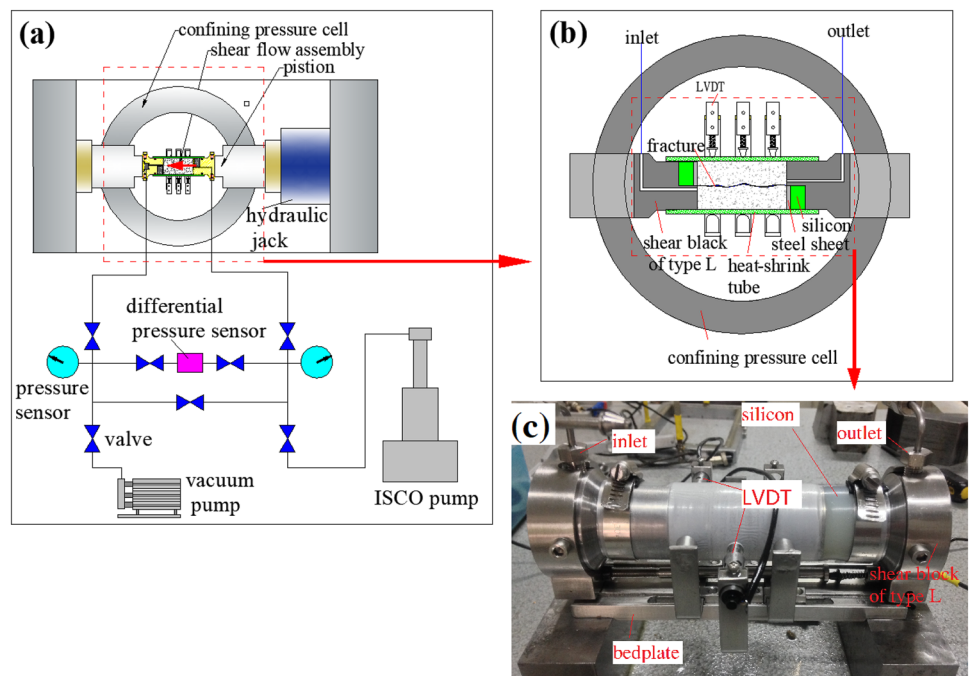 (a)
confining pressure cell
shear flow assembly
pistion
hydraulic
jack
differential
pressure sensor
pressure
sensor
valve
vacuum
pump
ISCO pump
(b)
inlet
outlet
LVDT
fracture
silicon
steel sheet
shear black
of type L
heat-shrink
tube
confining pressure cell
(c)
silicon
inlet
outlet
LVDT
shear block
of type L
bedplate